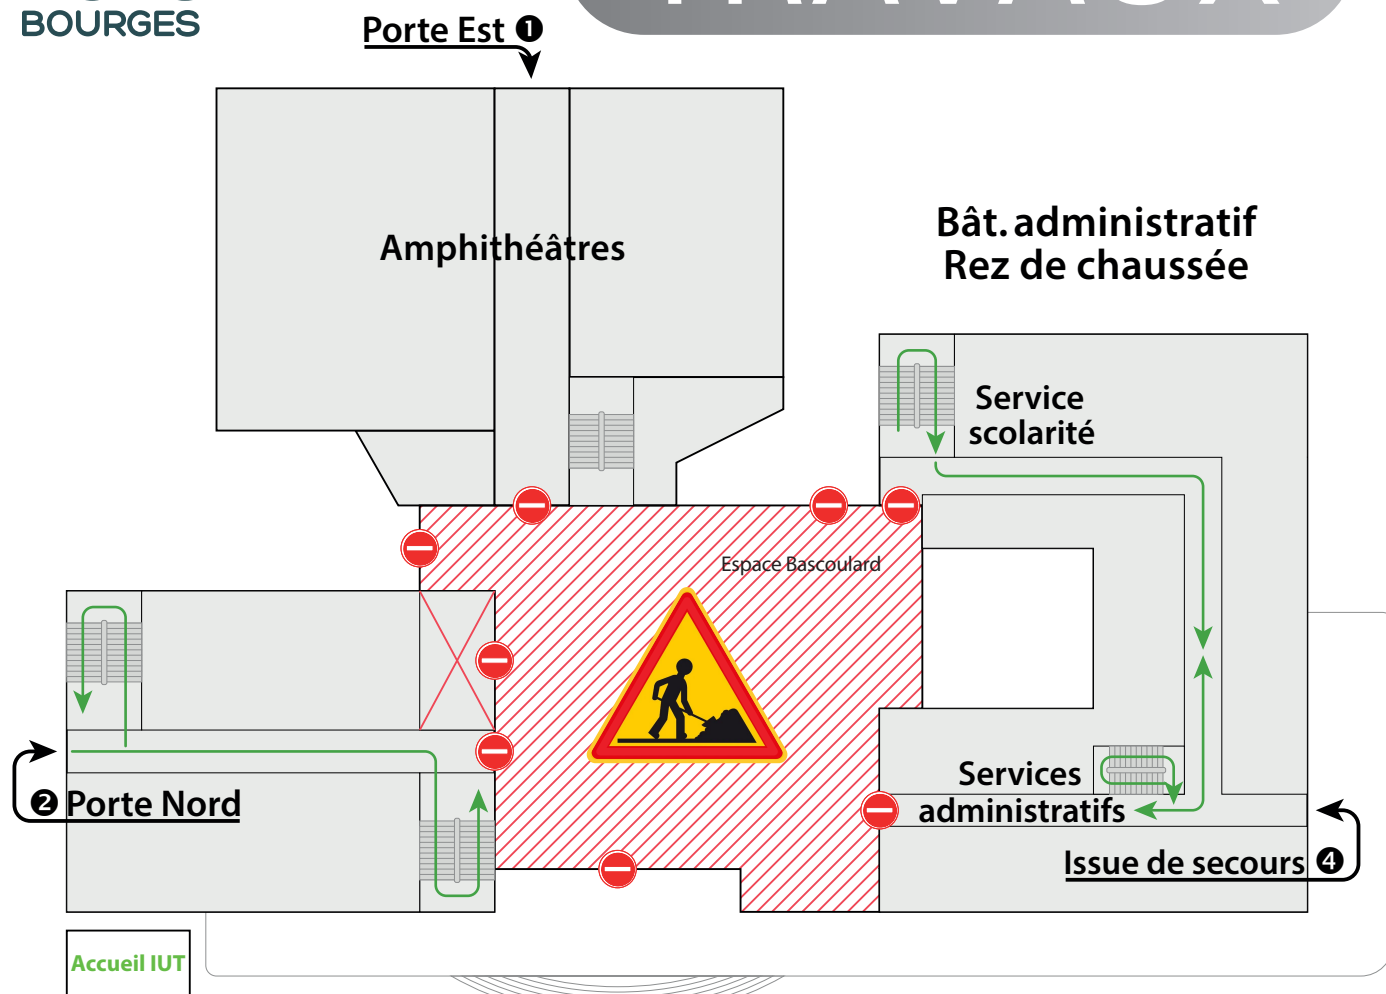 BOURGES
TRAVAUX
Porte Est ❶
Amphithéâtres
Bât. administratif
Rez de chaussée
Service
scolarité
Espace Bascoulard
❷ Porte Nord
Services
administratifs
Issue de secours ❹
Accueil IUT